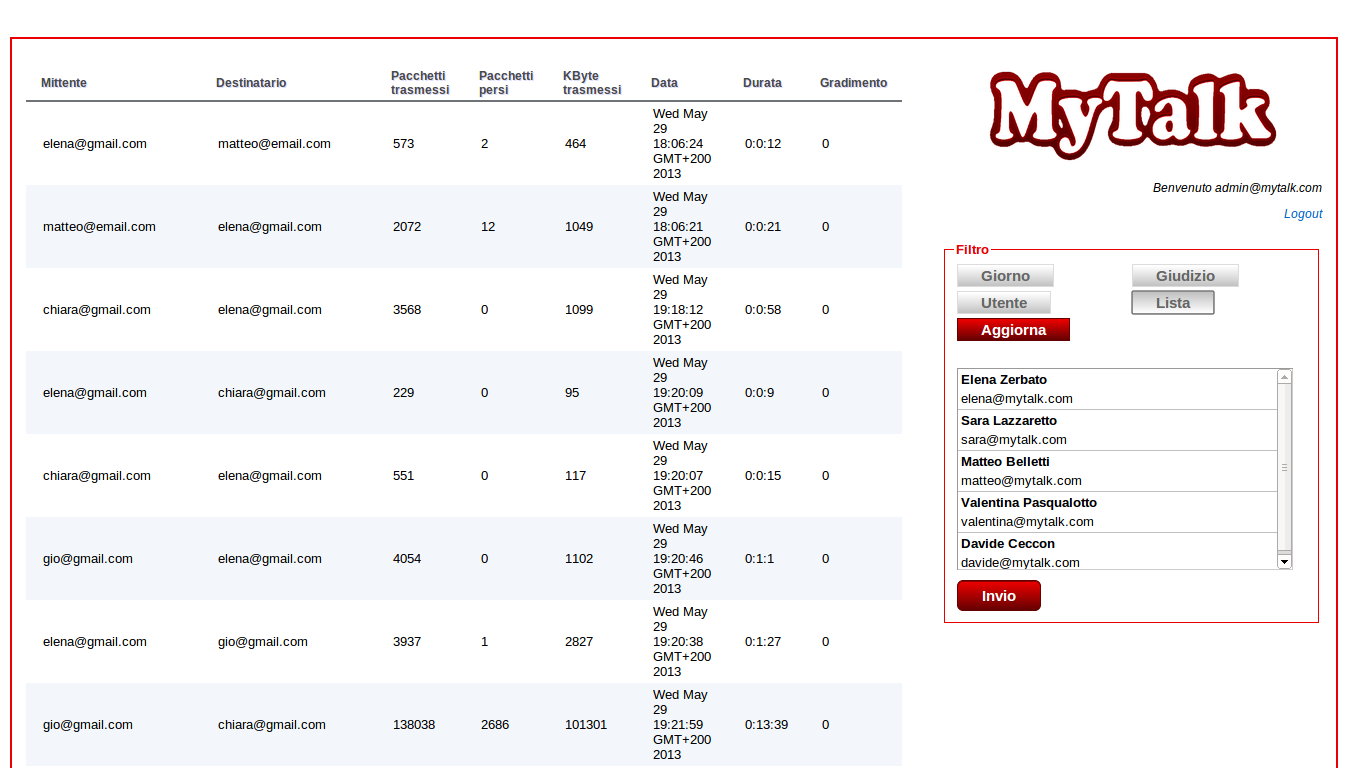 Mittente Destinatario Pacchetti trasmessi Pacchetti persi KByte trasmessi Data Durata Gradimento
elena@gmail.com matteo@email.com 573 2 464 Wed May 29 18:06:24 GMT+200 2013 0:0:12 0
matteo@email.com elena@gmail.com 2072 12 1049 Wed May 29 18:06:21 GMT+200 2013 0:0:21 0
chiara@gmail.com elena@gmail.com 3568 0 1099 Wed May 29 19:18:12 GMT+200 2013 0:0:58 0
elena@gmail.com chiara@gmail.com 229 0 95 Wed May 29 19:20:09 GMT+200 2013 0:0:9 0
chiara@gmail.com elena@gmail.com 551 0 117 Wed May 29 19:20:07 GMT+200 2013 0:0:15 0
gio@gmail.com elena@gmail.com 4054 0 1102 Wed May 29 19:20:46 GMT+200 2013 0:1:1 0
elena@gmail.com gio@gmail.com 3937 1 2827 Wed May 29 19:20:38 GMT+200 2013 0:1:27 0
gio@gmail.com chiara@gmail.com 138038 2686 101301 Wed May 29 19:21:59 GMT+200 2013 0:13:39 0
MyTalk
Benvenuto admin@mytalk.com
Logout
Filtro
Giorno Giudizio
Utente Lista
Aggiorna
Elena Zerbato
elena@mytalk.com
Sara Lazzaretto
sara@mytalk.com
Matteo Belletti
matteo@mytalk.com
Valentina Pasqualotto
valentina@mytalk.com
Davide Ceccon
davide@mytalk.com
Invio